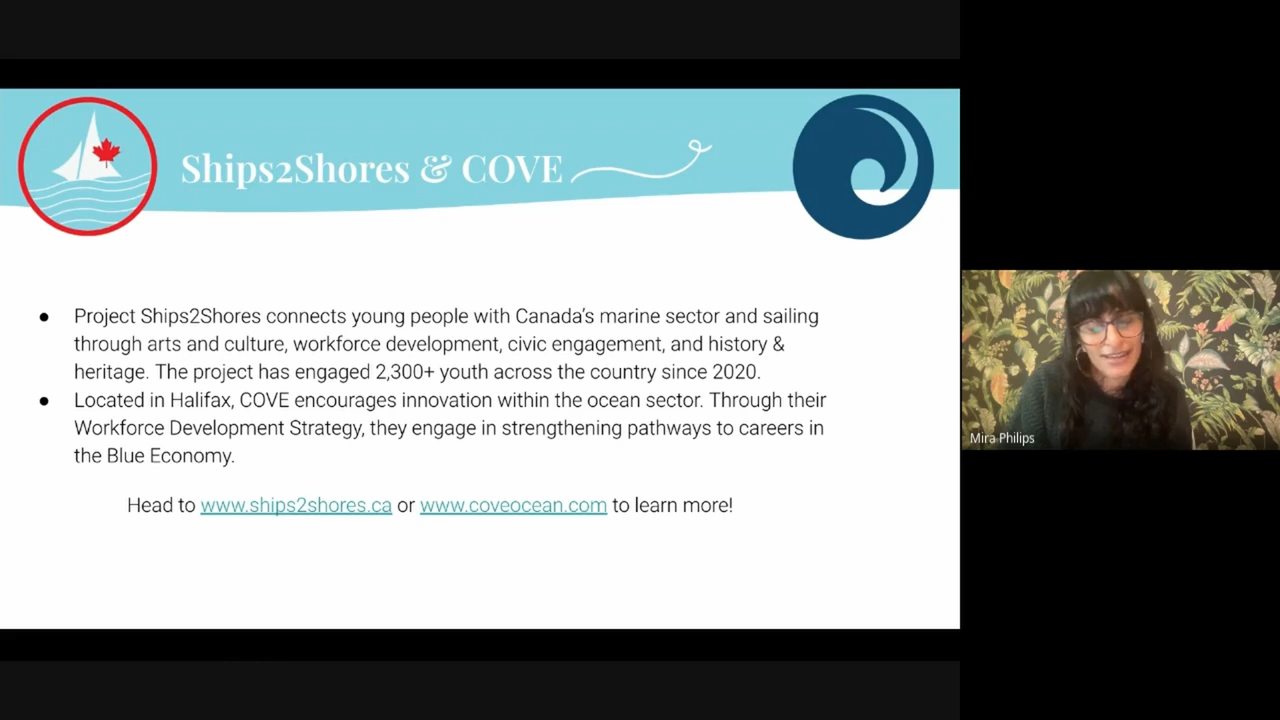 Ships2Shores & COVE
● Project Ships2Shores connects young people with Canada's marine sector and sailing
through arts and culture, workforce development, civic engagement, and history &
heritage. The project has engaged 2,300+ youth across the country since 2020.
● Located in Halifax, COVE encourages innovation within the ocean sector. Through their
Workforce Development Strategy, they engage in strengthening pathways to careers in
the Blue Economy.
Head to www.ships2shores.ca or www.coveocean.com to learn more!
Mira Philips